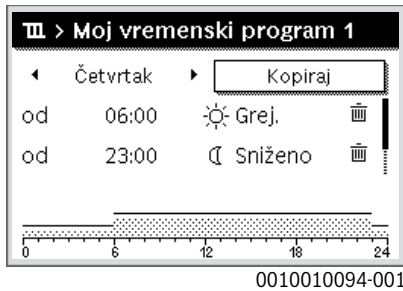 > Moj vremenski program 1
Četvrtak Kopiraj
od 06:00 Grej.
od 23:00 Sniženo
0 6 12 18 24
0010010094-001